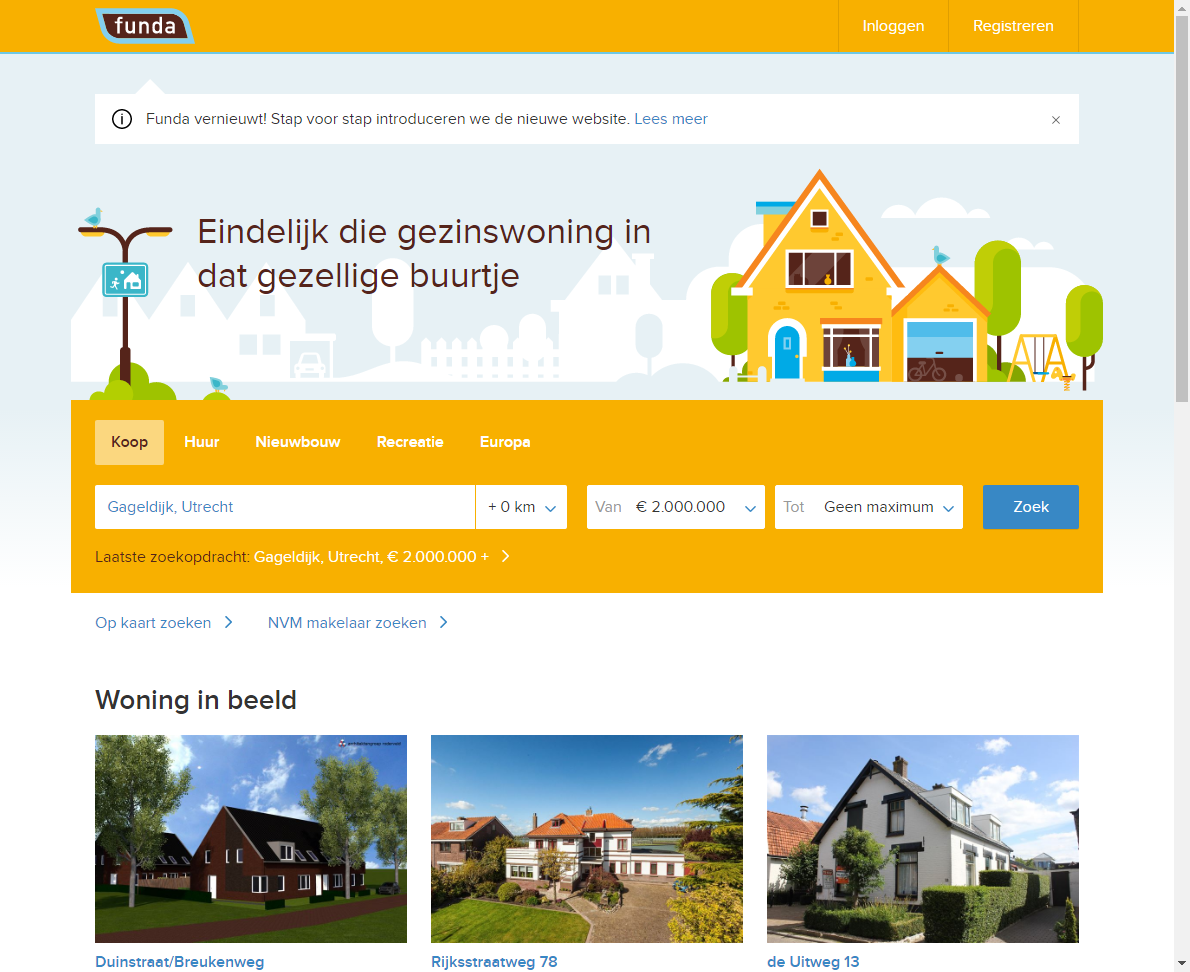 funda
Inloggen
Registreren
Funda vernieuwt! Stap voor stap introduceren we de nieuwe website. Lees meer
Eindelijk die gezinswoning in
dat gezellige buurtje
Koop
Huur
Nieuwbouw
Recreatie
Europa
Gageldijk, Utrecht
+ 0 km
Van € 2.000.000
Tot Geen maximum
Zoek
Laatste zoekopdracht: Gageldijk, Utrecht, € 2.000.000 +
Op kaart zoeken
NVM makelaar zoeken
Woning in beeld
Duinstraat/Breukenweg
Rijksstraatweg 78
de Uitweg 13